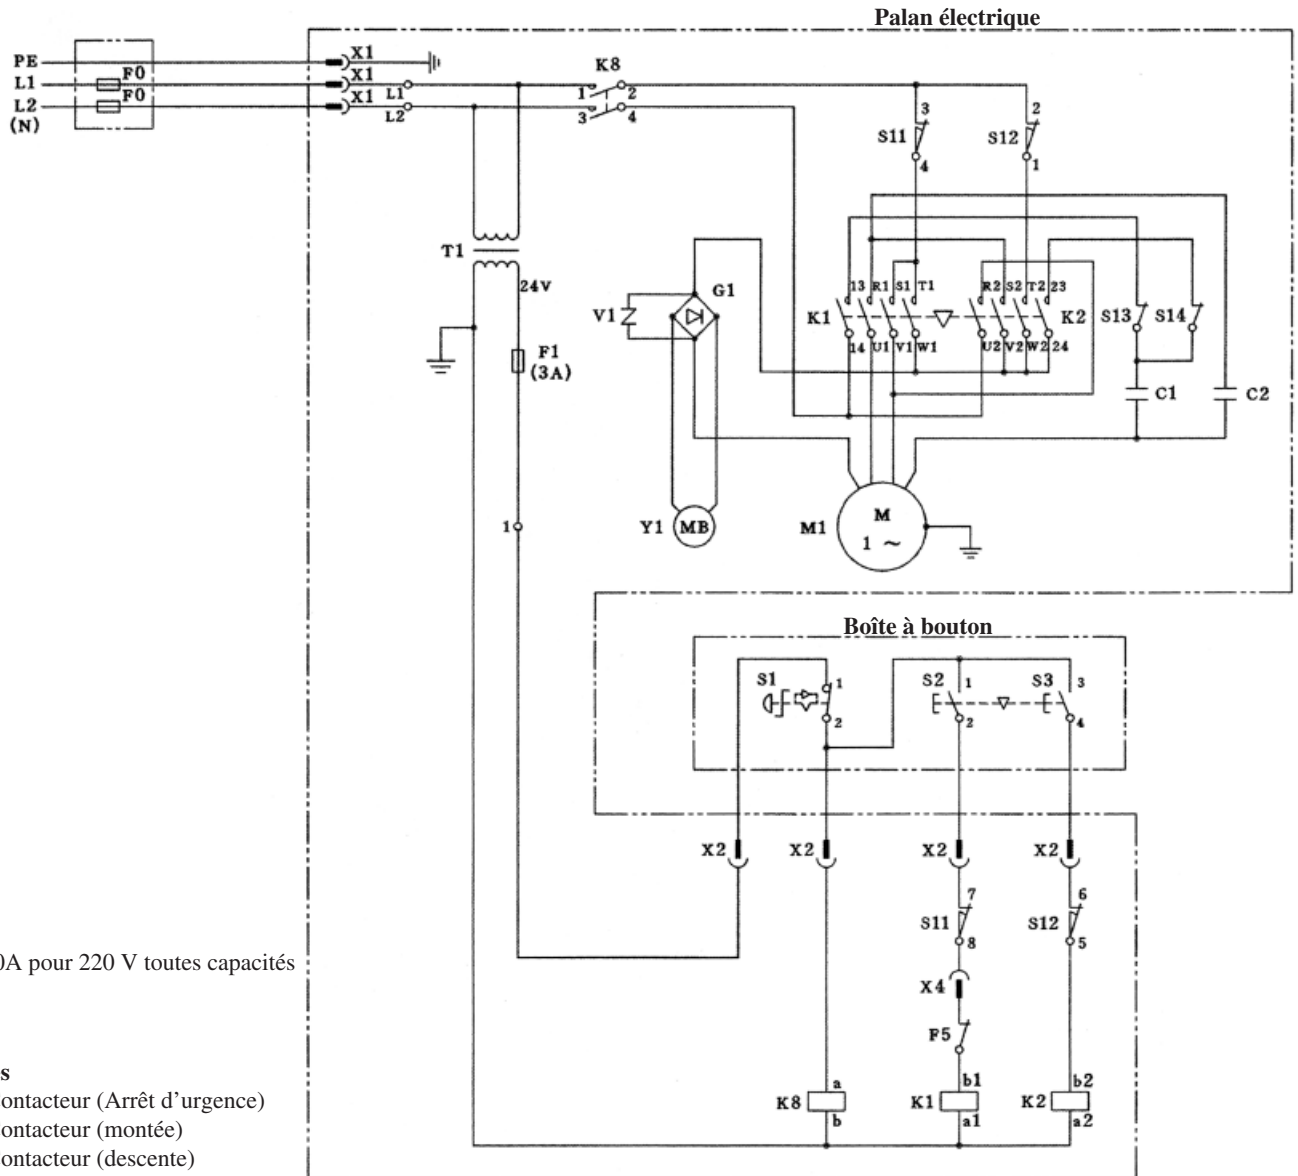 Palan électrique
PE
X1
L1
F0
X1
K8
L2
F0
X1
L1
1
2
(N)
L2
3
4
3
2
S11
S12
4
1
T1
24V
G1
V1
13
R1
S1
T1
R2
S2
T2
23
K1
K2
S13
S14
14
U1
V1
W1
U2
V2
W2
24
F1
(3A)
C1
C2
1
Y1
MB
M1
M
1 ~
Boîte à bouton
S1
1
2
S2
1
2
S3
3
4
X2
X2
X2
X2
7
6
S11
S12
8
5
0A pour 220 V toutes capacités
X4
F5
s
a
b1
b2
K8
K1
K2
b
a1
a2
ontacteur (Arrêt d’urgence)
ontacteur (montée)
ontacteur (descente)